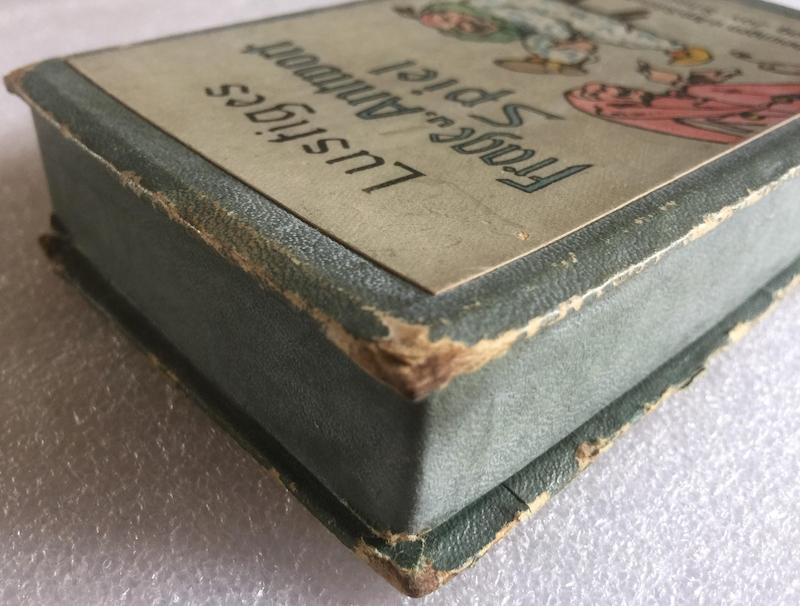 Lustiges
Frage u. Antwort
Spiel